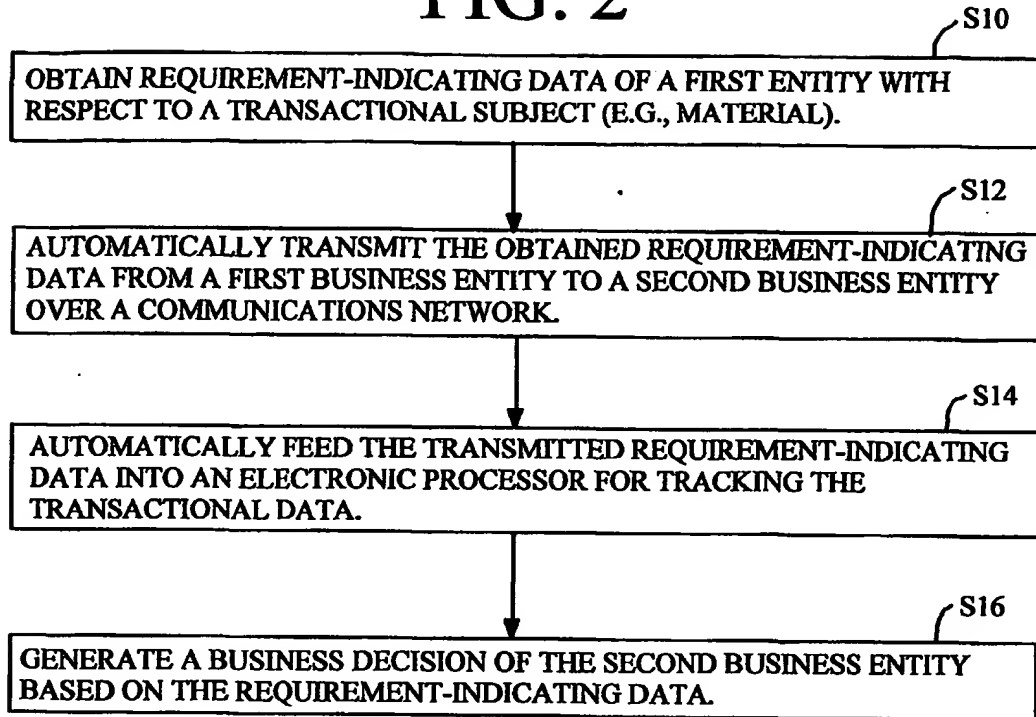 FIG. 2
S10
OBTAIN REQUIREMENT-INDICATING DATA OF A FIRST ENTITY WITH
RESPECT TO A TRANSACTIONAL SUBJECT (E.G., MATERIAL).
S12
AUTOMATICALLY TRANSMIT THE OBTAINED REQUIREMENT-INDICATING
DATA FROM A FIRST BUSINESS ENTITY TO A SECOND BUSINESS ENTITY
OVER A COMMUNICATIONS NETWORK.
S14
AUTOMATICALLY FEED THE TRANSMITTED REQUIREMENT-INDICATING
DATA INTO AN ELECTRONIC PROCESSOR FOR TRACKING THE
TRANSACTIONAL DATA.
S16
GENERATE A BUSINESS DECISION OF THE SECOND BUSINESS ENTITY
BASED ON THE REQUIREMENT-INDICATING DATA.